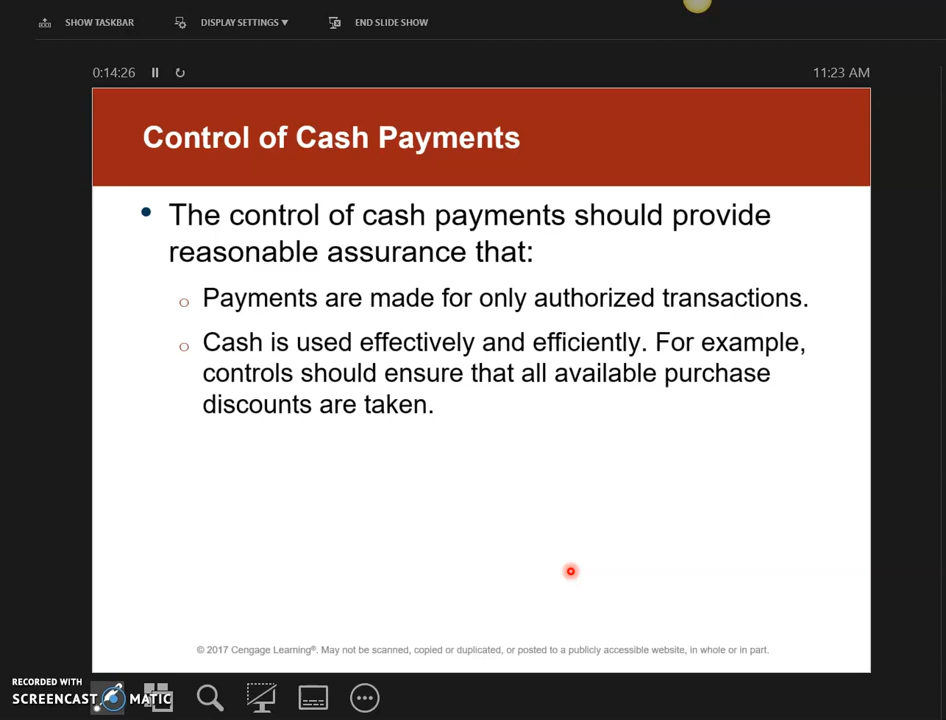 SHOW TASKBAR DISPLAY SETTINGS ▼ END SLIDE SHOW
0:14:26 11:23 AM
Control of Cash Payments
• The control of cash payments should provide
reasonable assurance that:
o Payments are made for only authorized transactions.
o Cash is used effectively and efficiently. For example,
controls should ensure that all available purchase
discounts are taken.
© 2017 Cengage Learning®. May not be scanned, copied or duplicated, or posted to a publicly accessible website, in whole or in part.
RECORDED WITH
SCREENCAST MATIC